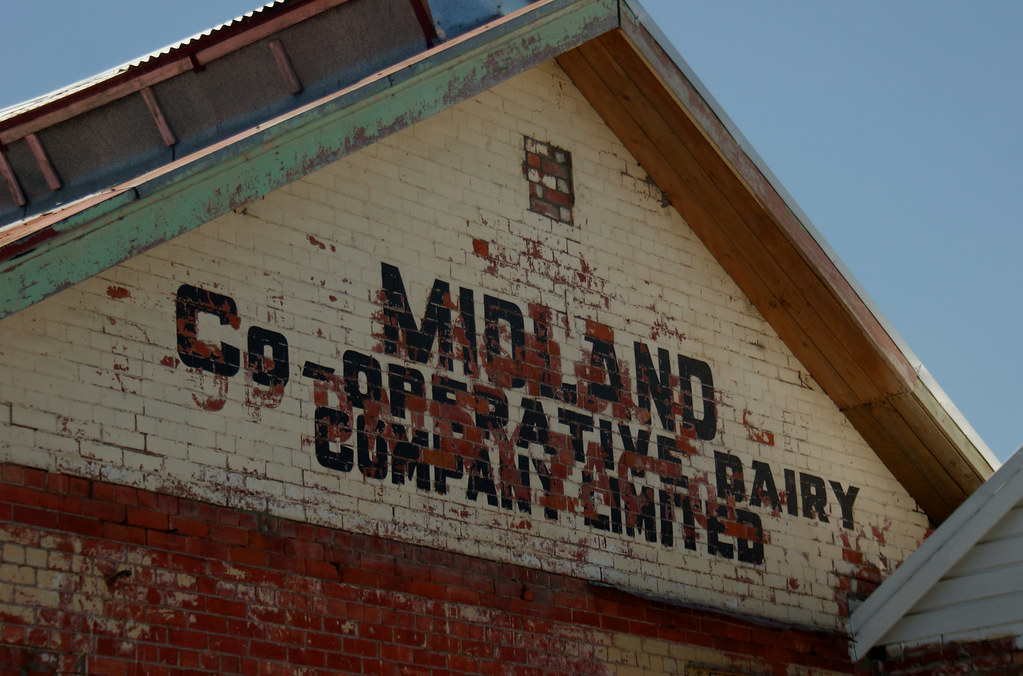 MIDLAND
Co-OPERATIVE DAIRY
COMPANY LIMITED